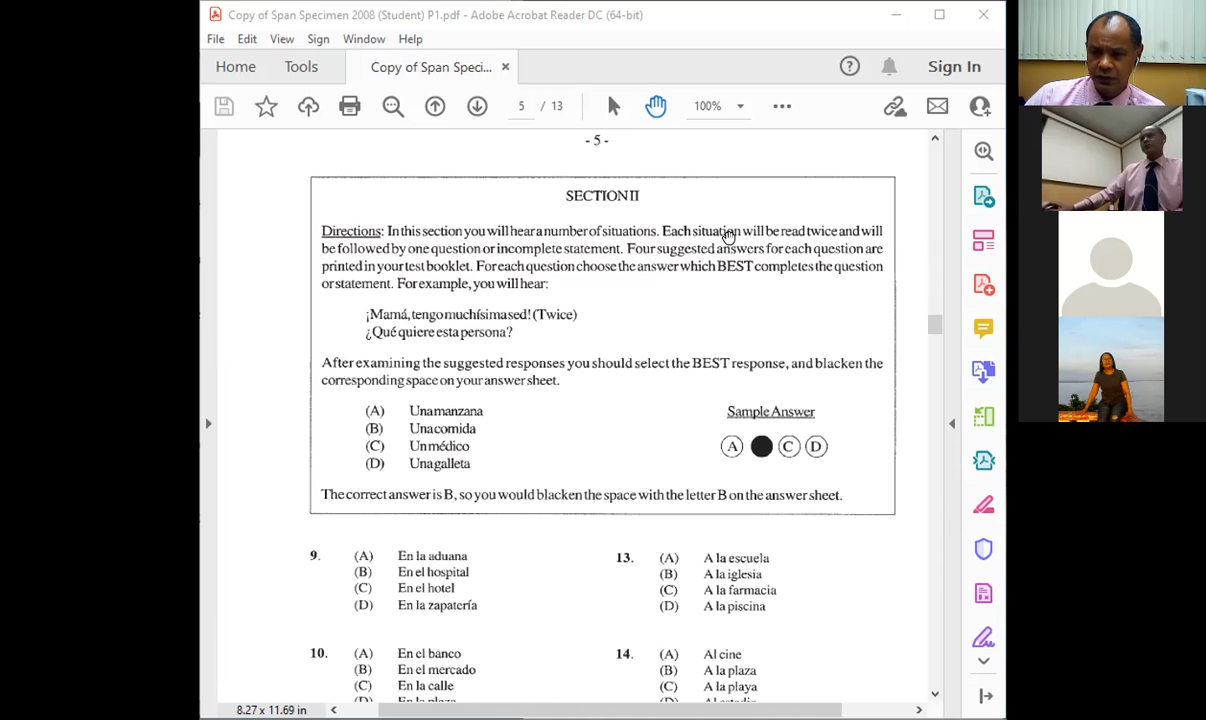 Copy of Span Specimen 2008 (Student) P1.pdf - Adobe Acrobat Reader DC (64-bit)
File Edit View Sign Window Help
Home Tools Copy of Span Speci... × Sign In
5 / 13 100%
- 5 -
SECTION II
Directions: In this section you will hear a number of situations. Each situation will be read twice and will
be followed by one question or incomplete statement. Four suggested answers for each question are
printed in your test booklet. For each question choose the answer which BEST completes the question
or statement. For example, you will hear:
¡Mamá, tengo muchísima sed! (Twice)
¿Qué quiere esta persona?
After examining the suggested responses you should select the BEST response, and blacken the
corresponding space on your answer sheet.
(A) Una manzana
(B) Una comida
(C) Un médico
(D) Una galleta
Sample Answer
A C D
The correct answer is B, so you would blacken the space with the letter B on the answer sheet.
9. (A) En la aduana
(B) En el hospital
(C) En el hotel
(D) En la zapatería
10. (A) En el banco
(B) En el mercado
(C) En la calle
(D) En la plaza
13. (A) A la escuela
(B) A la iglesia
(C) A la farmacia
(D) A la piscina
14. (A) Al cine
(B) A la plaza
(C) A la playa
(D) Al estadio
8.27 x 11.69 in